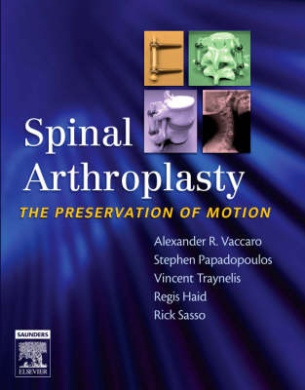 Spinal
Arthroplasty
THE PRESERVATION OF MOTION
Alexander R. Vaccaro
Stephen Papadopoulos
Vincent Traynelis
Regis Haid
Rick Sasso
SAUNDERS
ELSEVIER